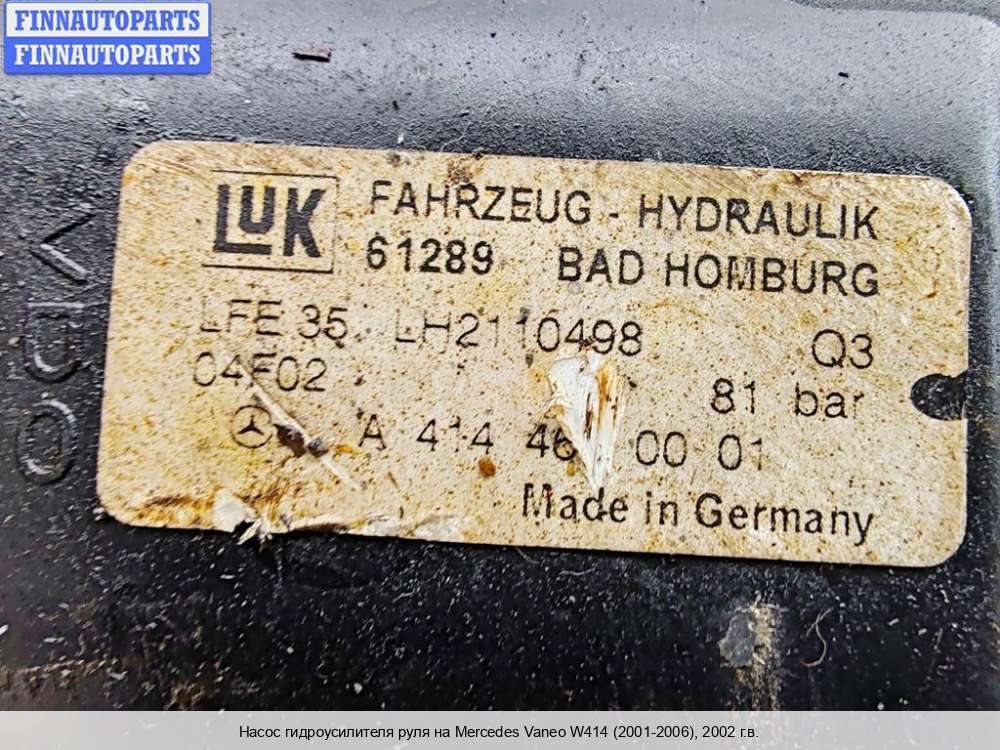 FINNAUTOPARTS
FINNAUTOPARTS
LUK FAHRZEUG - HYDRAULIK
61289 BAD HOMBURG
LFE 35 LH2110498 Q3
04F02 81 bar
A 414 00 01
Made in Germany
VDO
Насос гидроусилителя руля на Mercedes Vaneo W414 (2001-2006), 2002 г.в.